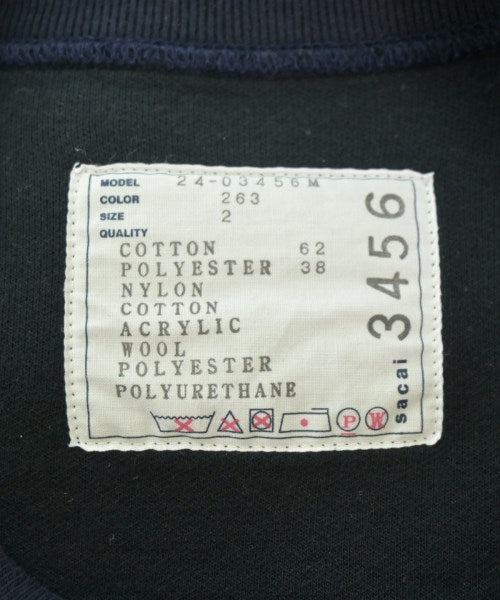 MODEL 24-03456M
COLOR 263
SIZE 2
QUALITY
COTTON 62
POLYESTER 38
NYLON
COTTON
ACRYLIC
WOOL
POLYESTER
POLYURETHANE
P W
sacai 3456